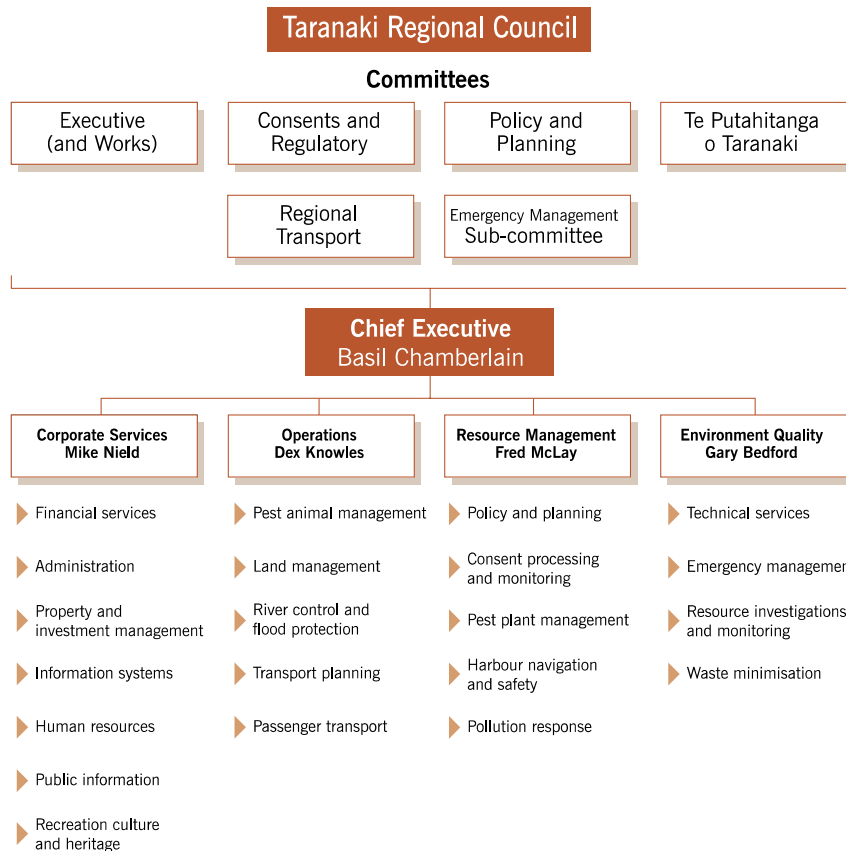 Taranaki Regional Council
Committees
Executive
(and Works)
Consents and
Regulatory
Policy and
Planning
Te Putahitanga
o Taranaki
Regional
Transport
Emergency Management
Sub-committee
Chief Executive
Basil Chamberlain
Corporate Services
Mike Nield
Financial services
Administration
Property and
investment management
Information systems
Human resources
Public information
Recreation culture
and heritage
Operations
Dex Knowles
Pest animal management
Land management
River control and
flood protection
Transport planning
Passenger transport
Resource Management
Fred McLay
Policy and planning
Consent processing
and monitoring
Pest plant management
Harbour navigation
and safety
Pollution response
Environment Quality
Gary Bedford
Technical services
Emergency management
Resource investigations
and monitoring
Waste minimisation